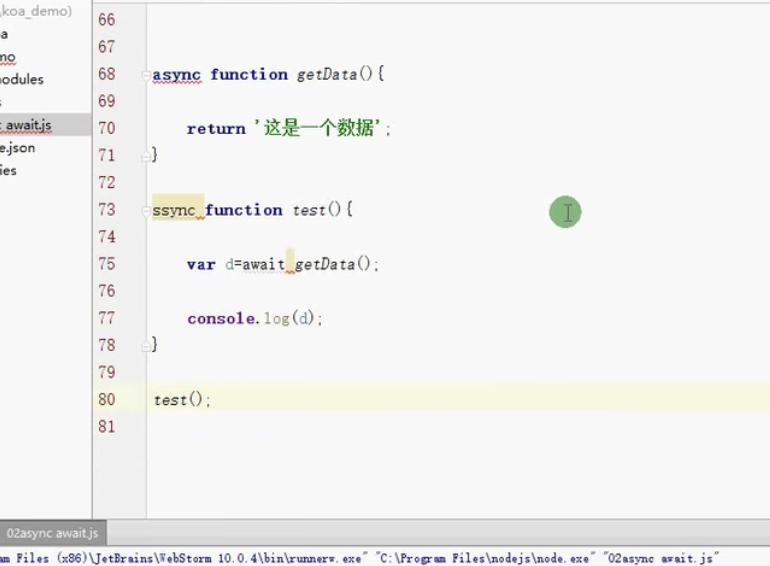 \koa_demo)
a
mo
nodules
s
c await.js
e.json
ies
66
67
68 async function getData(){
69
70 return '这是一个数据';
71 }
72
73 ssync function test(){
74
75 var d=await getData();
76
77 console.log(d);
78 }
79
80 test();
81
02async await.js
am Files (x86)\JetBrains\WebStorm 10.0.4\bin\runnerw.exe" "C:\Program Files\nodejs\node.exe" "02async await.js"